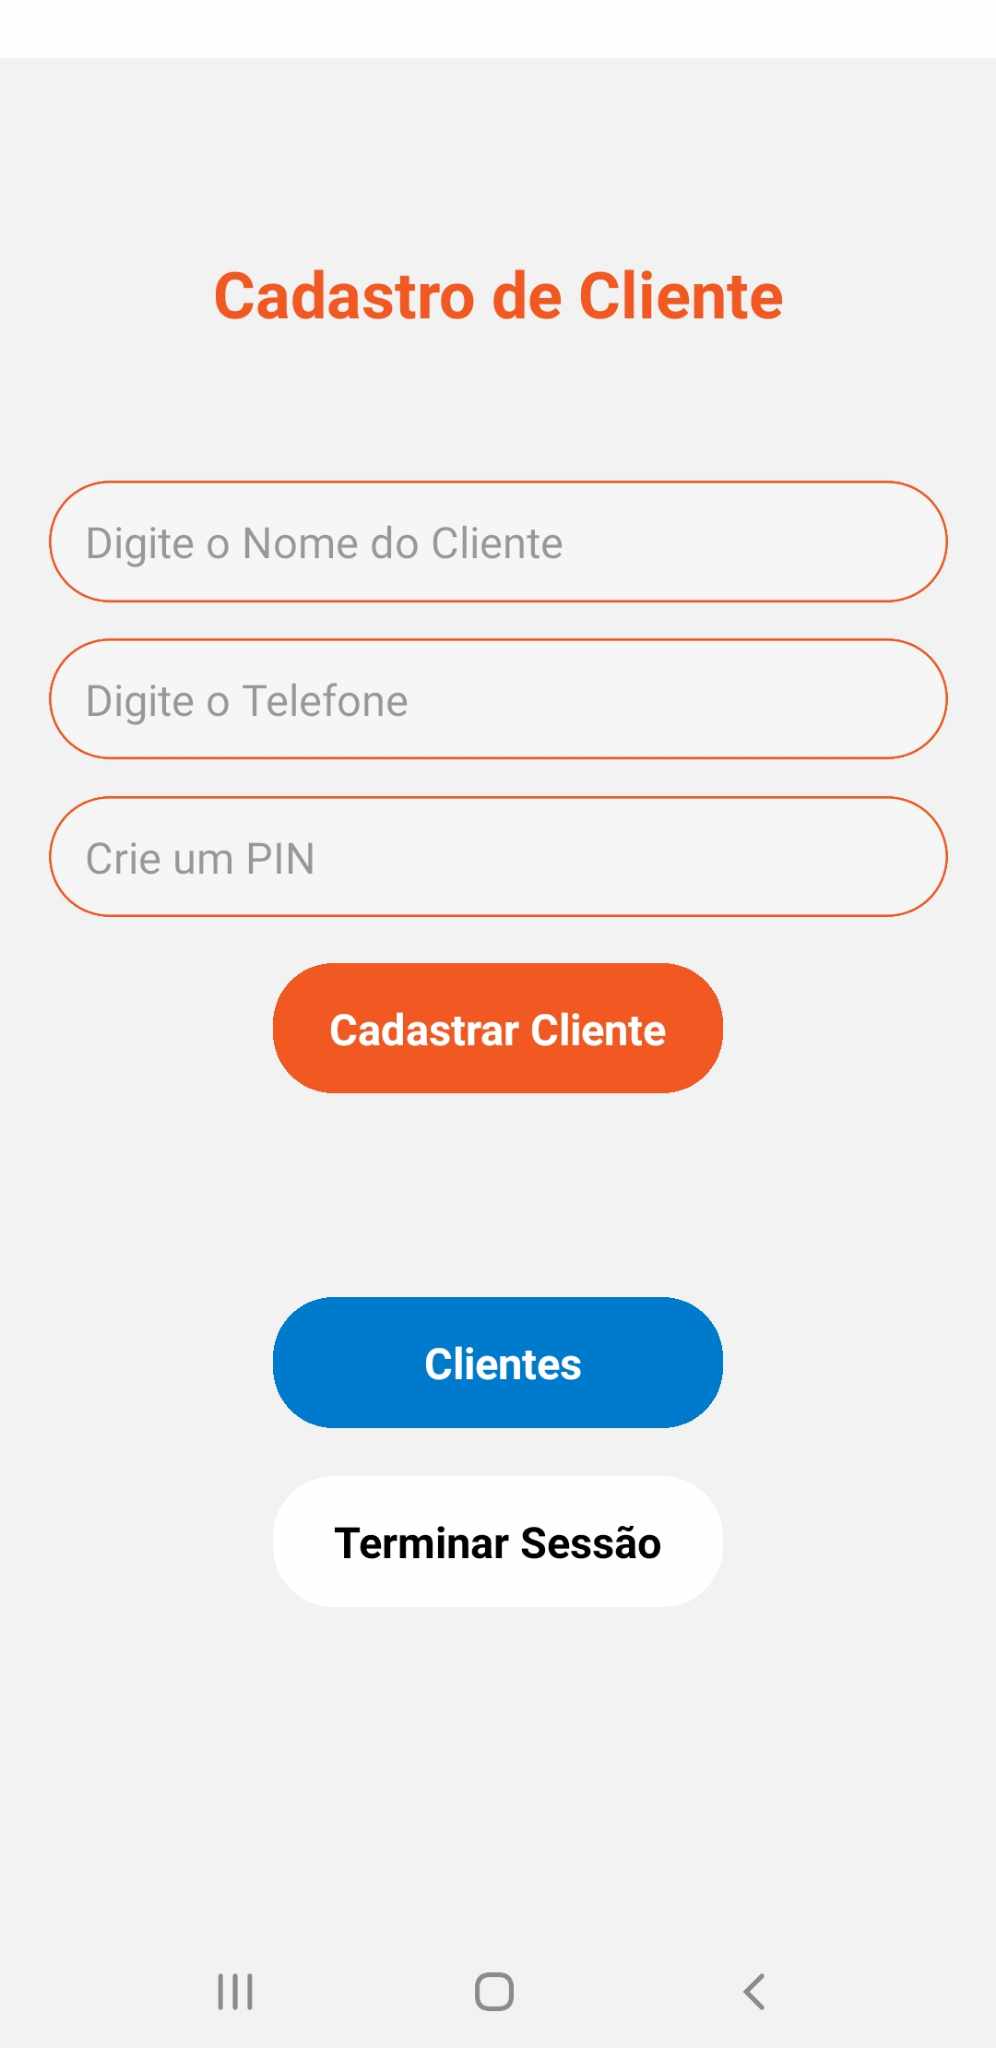 Cadastro de Cliente
Digite o Nome do Cliente
Digite o Telefone
Crie um PIN
Cadastrar Cliente
Clientes
Terminar Sessão